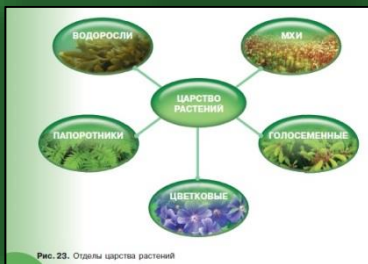 ВОДОРОСЛИ
МХИ
ЦАРСТВО
РАСТЕНИЙ
ПАПОРОТНИКИ
ГОЛОСЕМЕННЫЕ
ЦВЕТКОВЫЕ
Рис. 23. Отделы царства растений